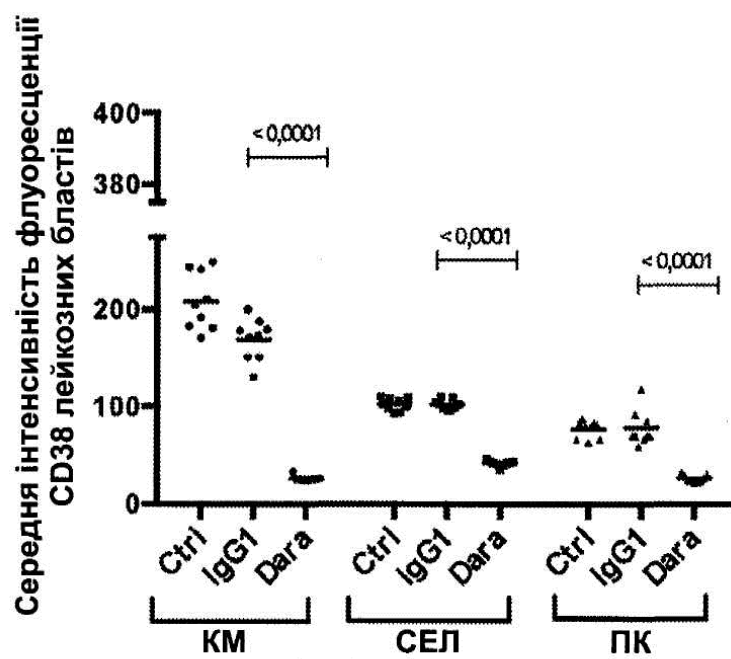 Середня інтенсивність флуоресценції
CD38 лейкозних бластів
400
380
200
100
0
< 0,0001
< 0,0001
< 0,0001
Ctrl IgG1 Dara Ctrl IgG1 Dara Ctrl IgG1 Dara
КМ СЕЛ ПК